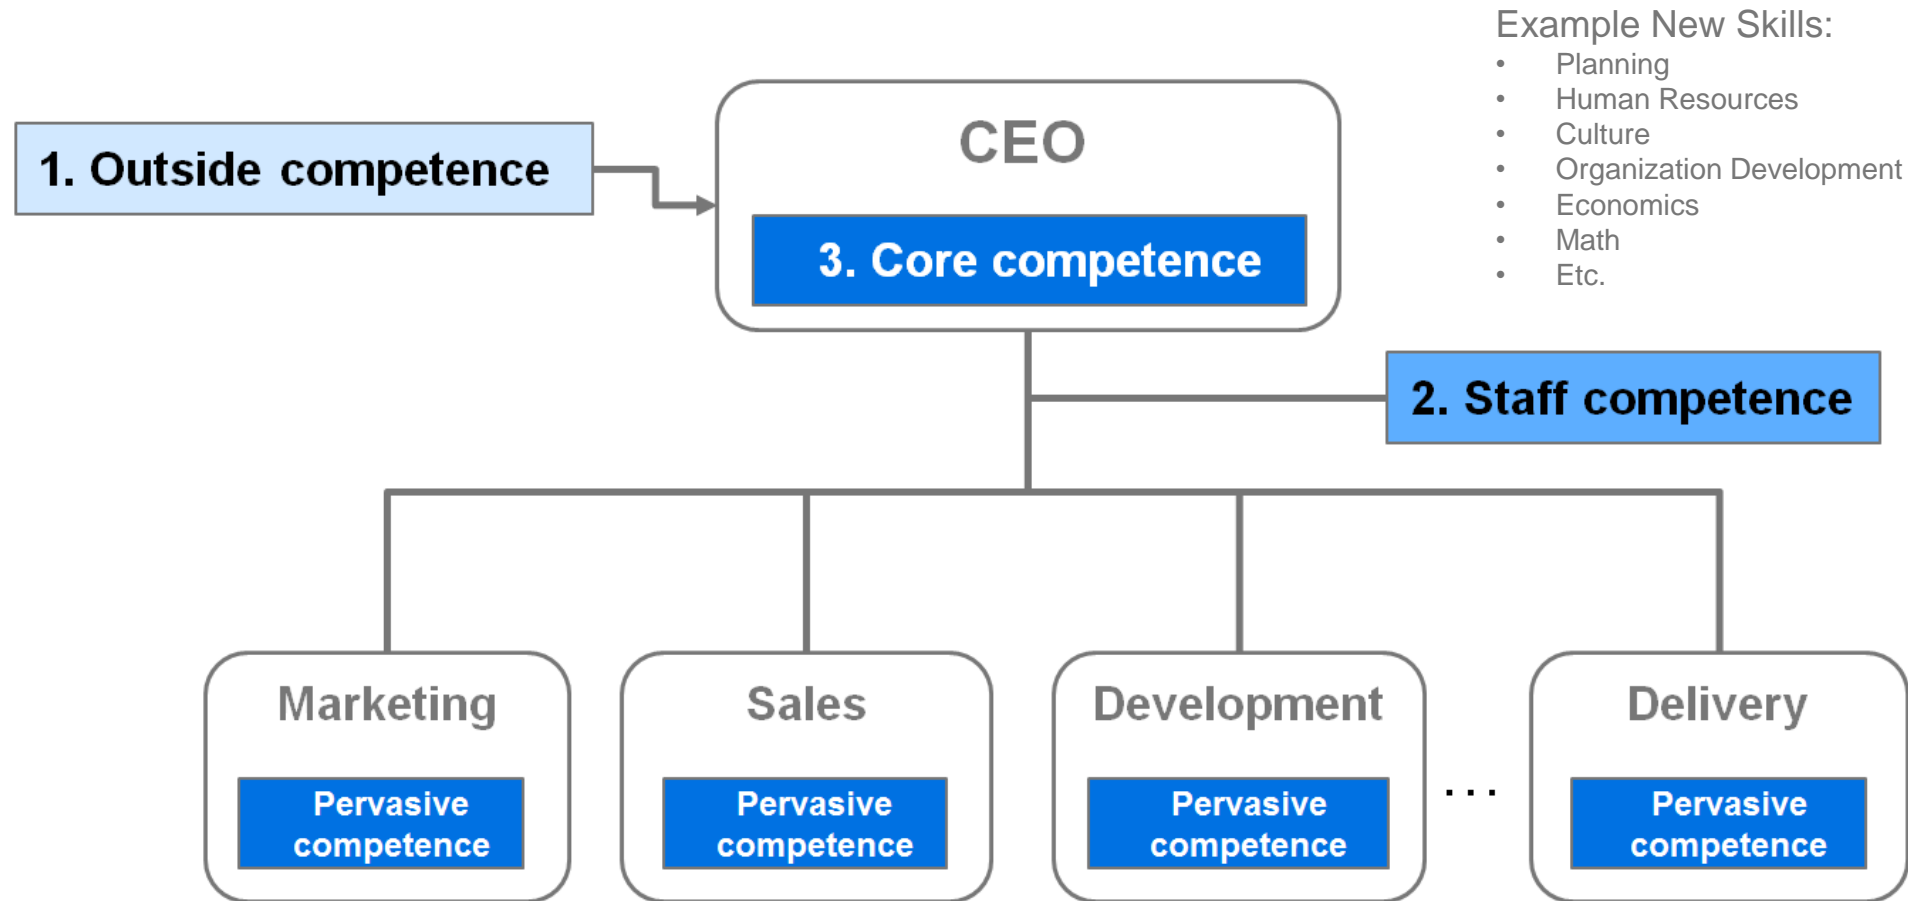 Example New Skills:
• Planning
• Human Resources
• Culture
• Organization Development
• Economics
• Math
• Etc.
CEO
1. Outside competence
3. Core competence
2. Staff competence
Marketing
Pervasive
competence
Sales
Pervasive
competence
Development
Pervasive
competence
...
Delivery
Pervasive
competence